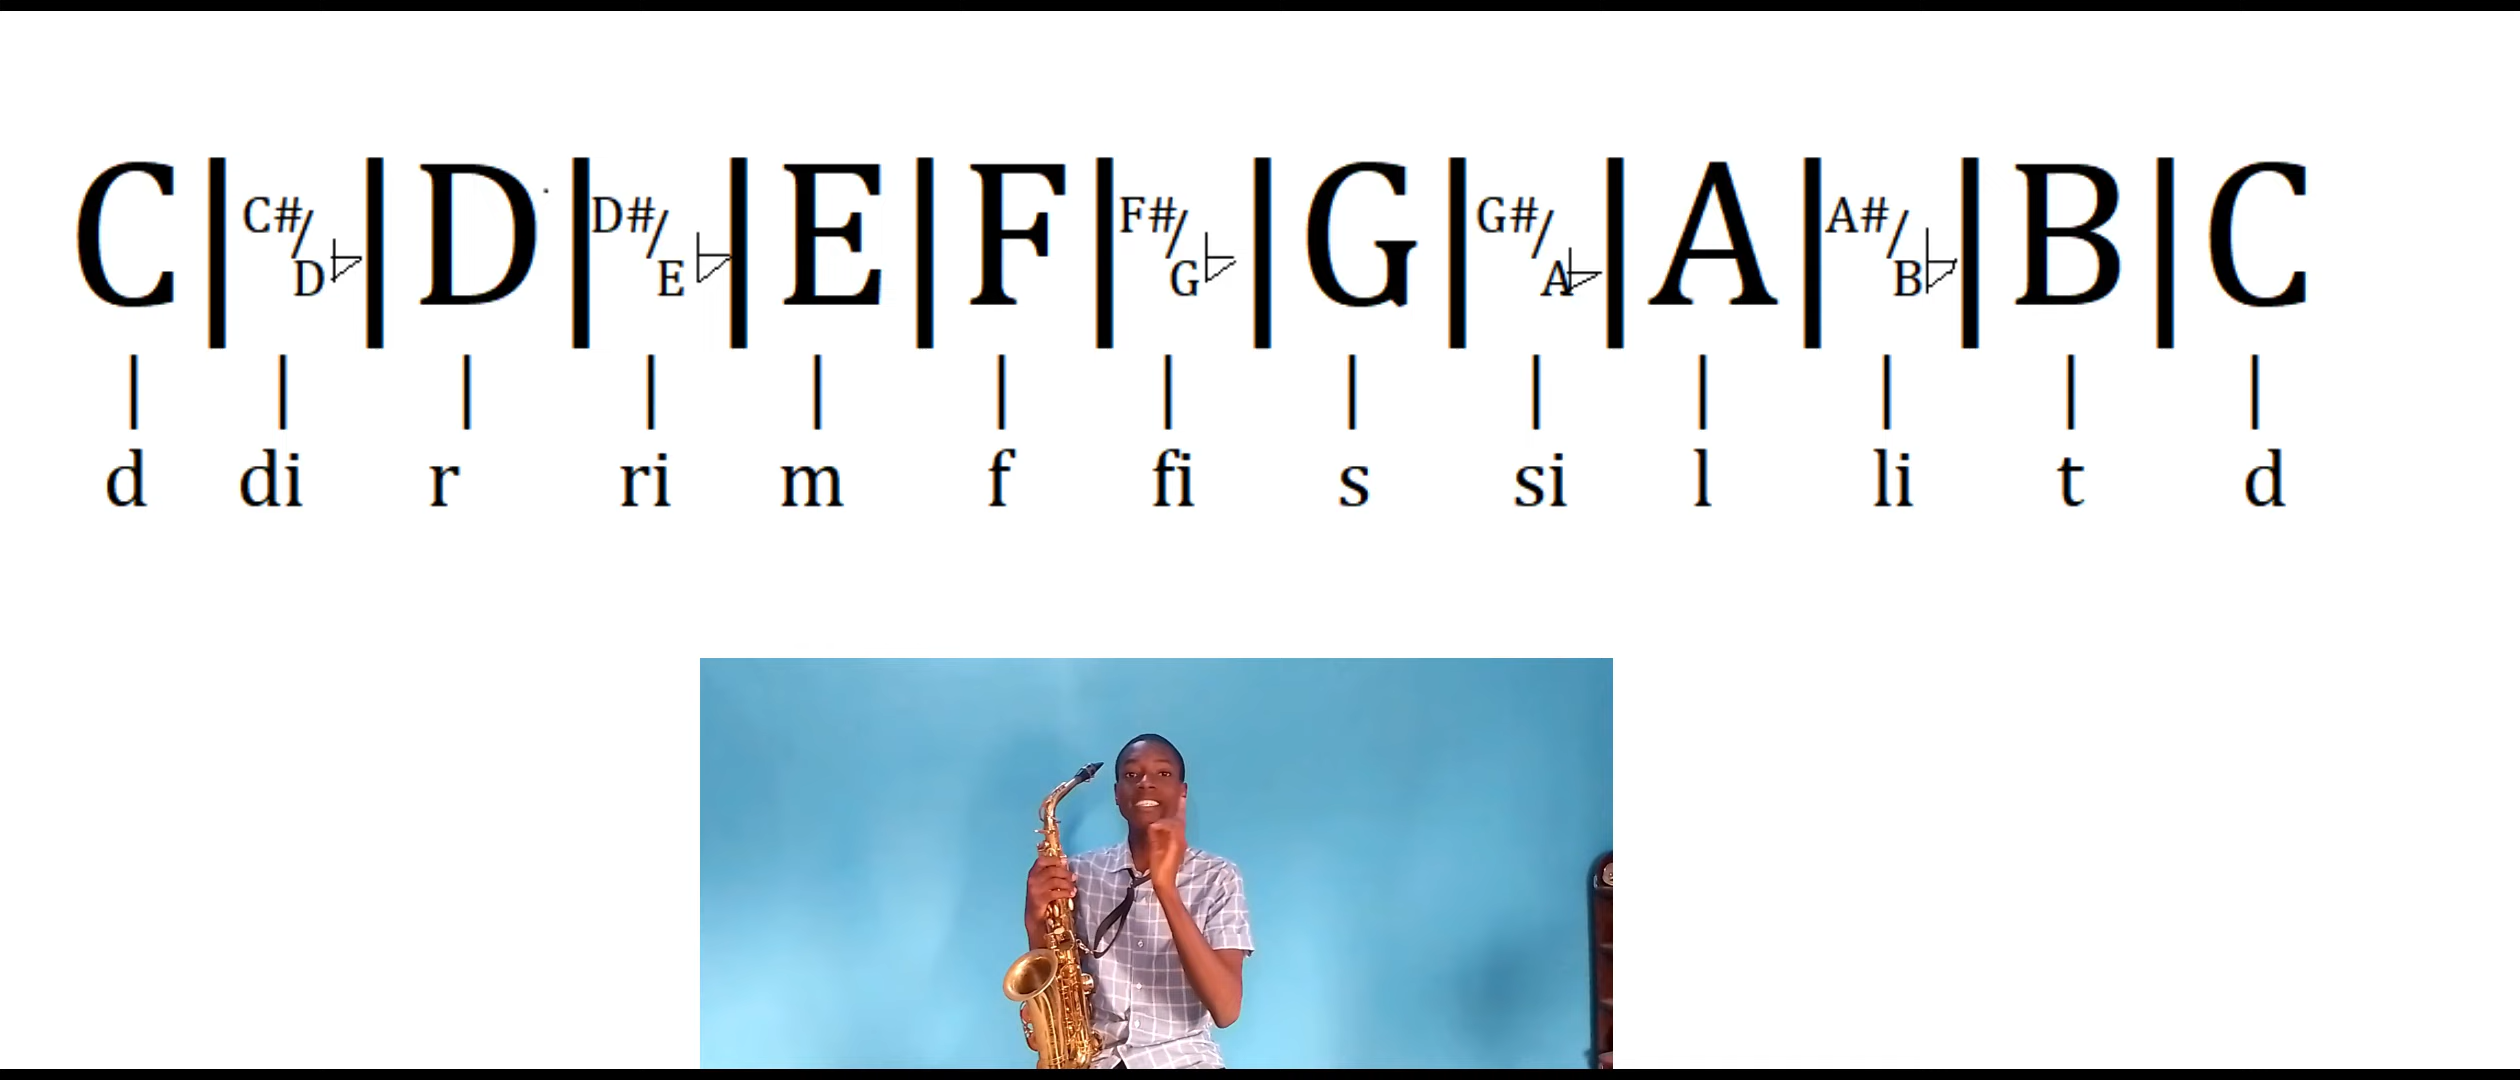 C | C#/D♭ | D | D#/E♭ | E | F | F#/G♭ | G | G#/A♭ | A | A#/B♭ | B | C
d di r ri m f fi s si l li t d